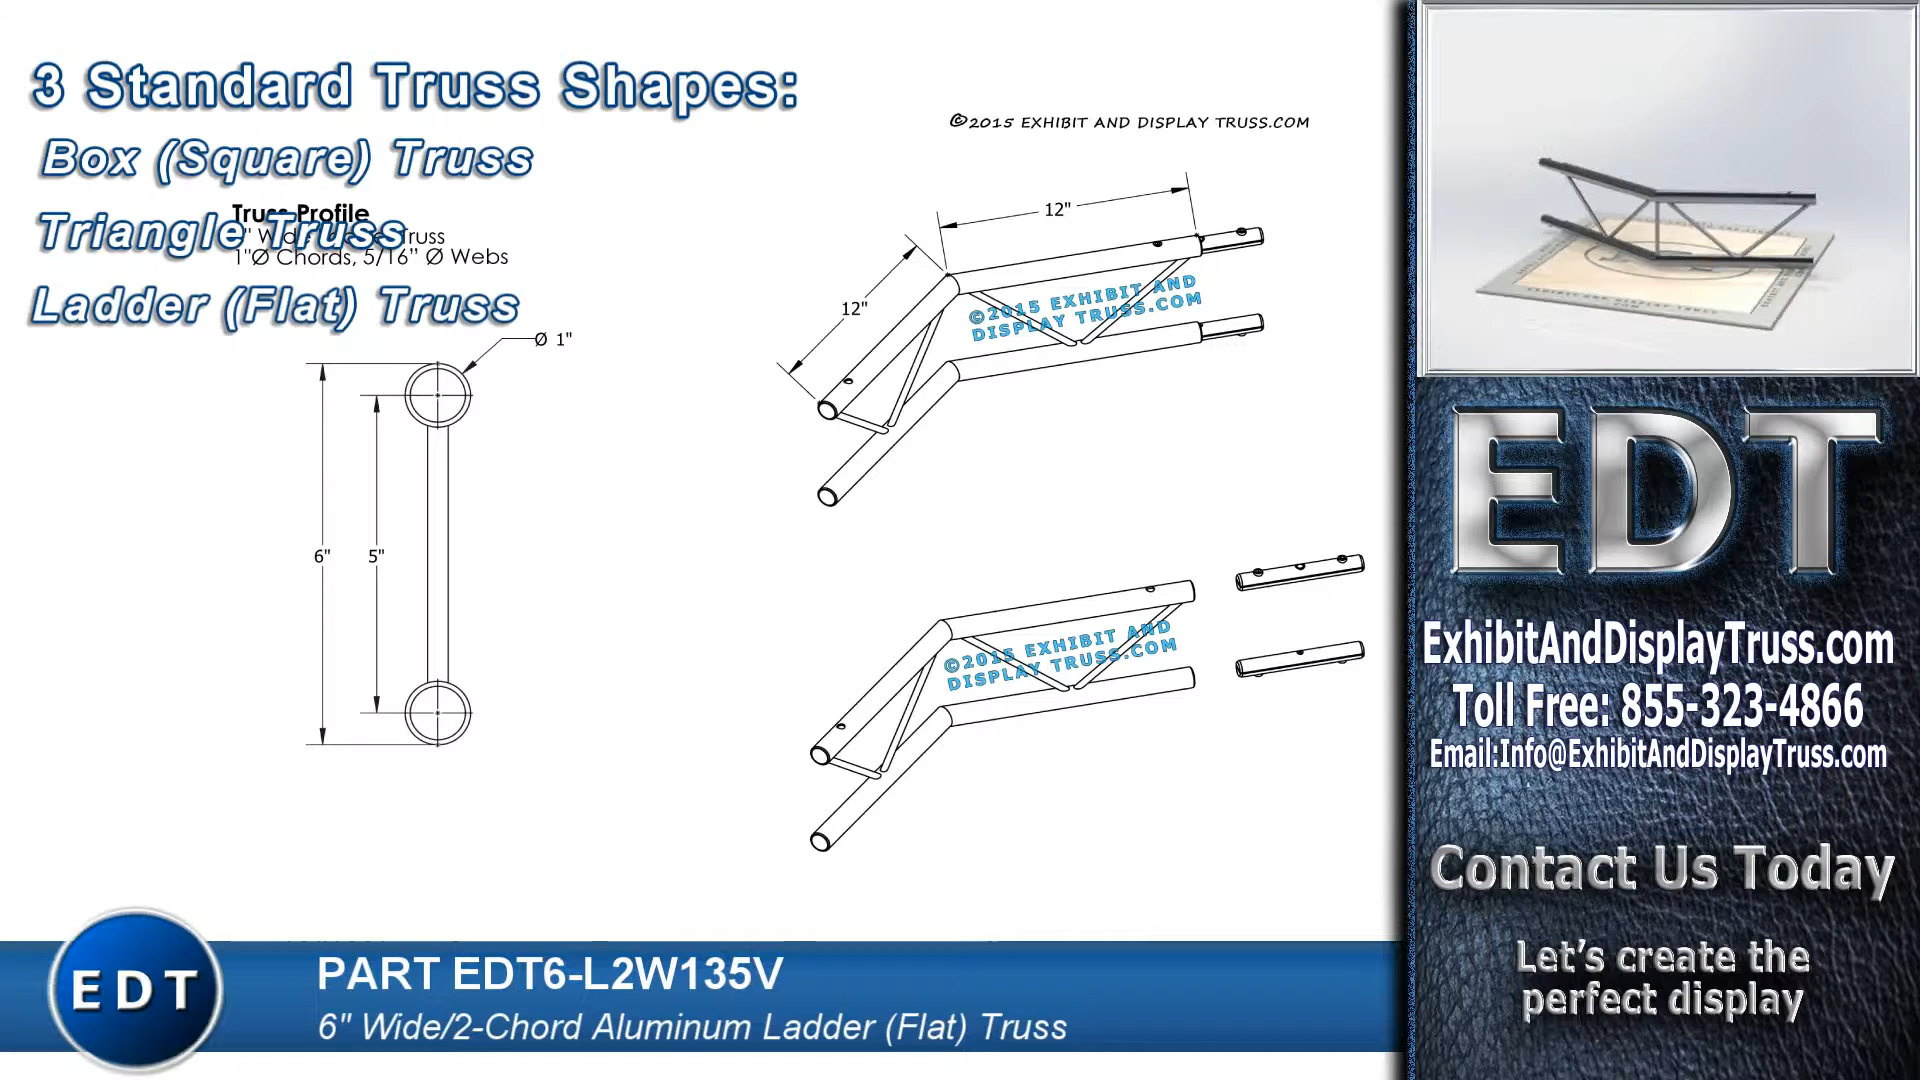 3 Standard Truss Shapes:
Box (Square) Truss
Triangle Truss
Ladder (Flat) Truss
Truss Profile
Truss
1"Ø Chords, 5/16” Ø Webs
Ø 1"
6"
5"
©2015 EXHIBIT AND DISPLAY TRUSS.COM
12"
12"
©2015 EXHIBIT AND
DISPLAY TRUSS.COM
©2015 EXHIBIT AND
DISPLAY TRUSS.COM
EDT
PART EDT6-L2W135V
6" Wide/2-Chord Aluminum Ladder (Flat) Truss
EDT
ExhibitAndDisplayTruss.com
Toll Free: 855-323-4866
Email:Info@ExhibitAndDisplayTruss.com
Contact Us Today
Let’s create the
perfect display